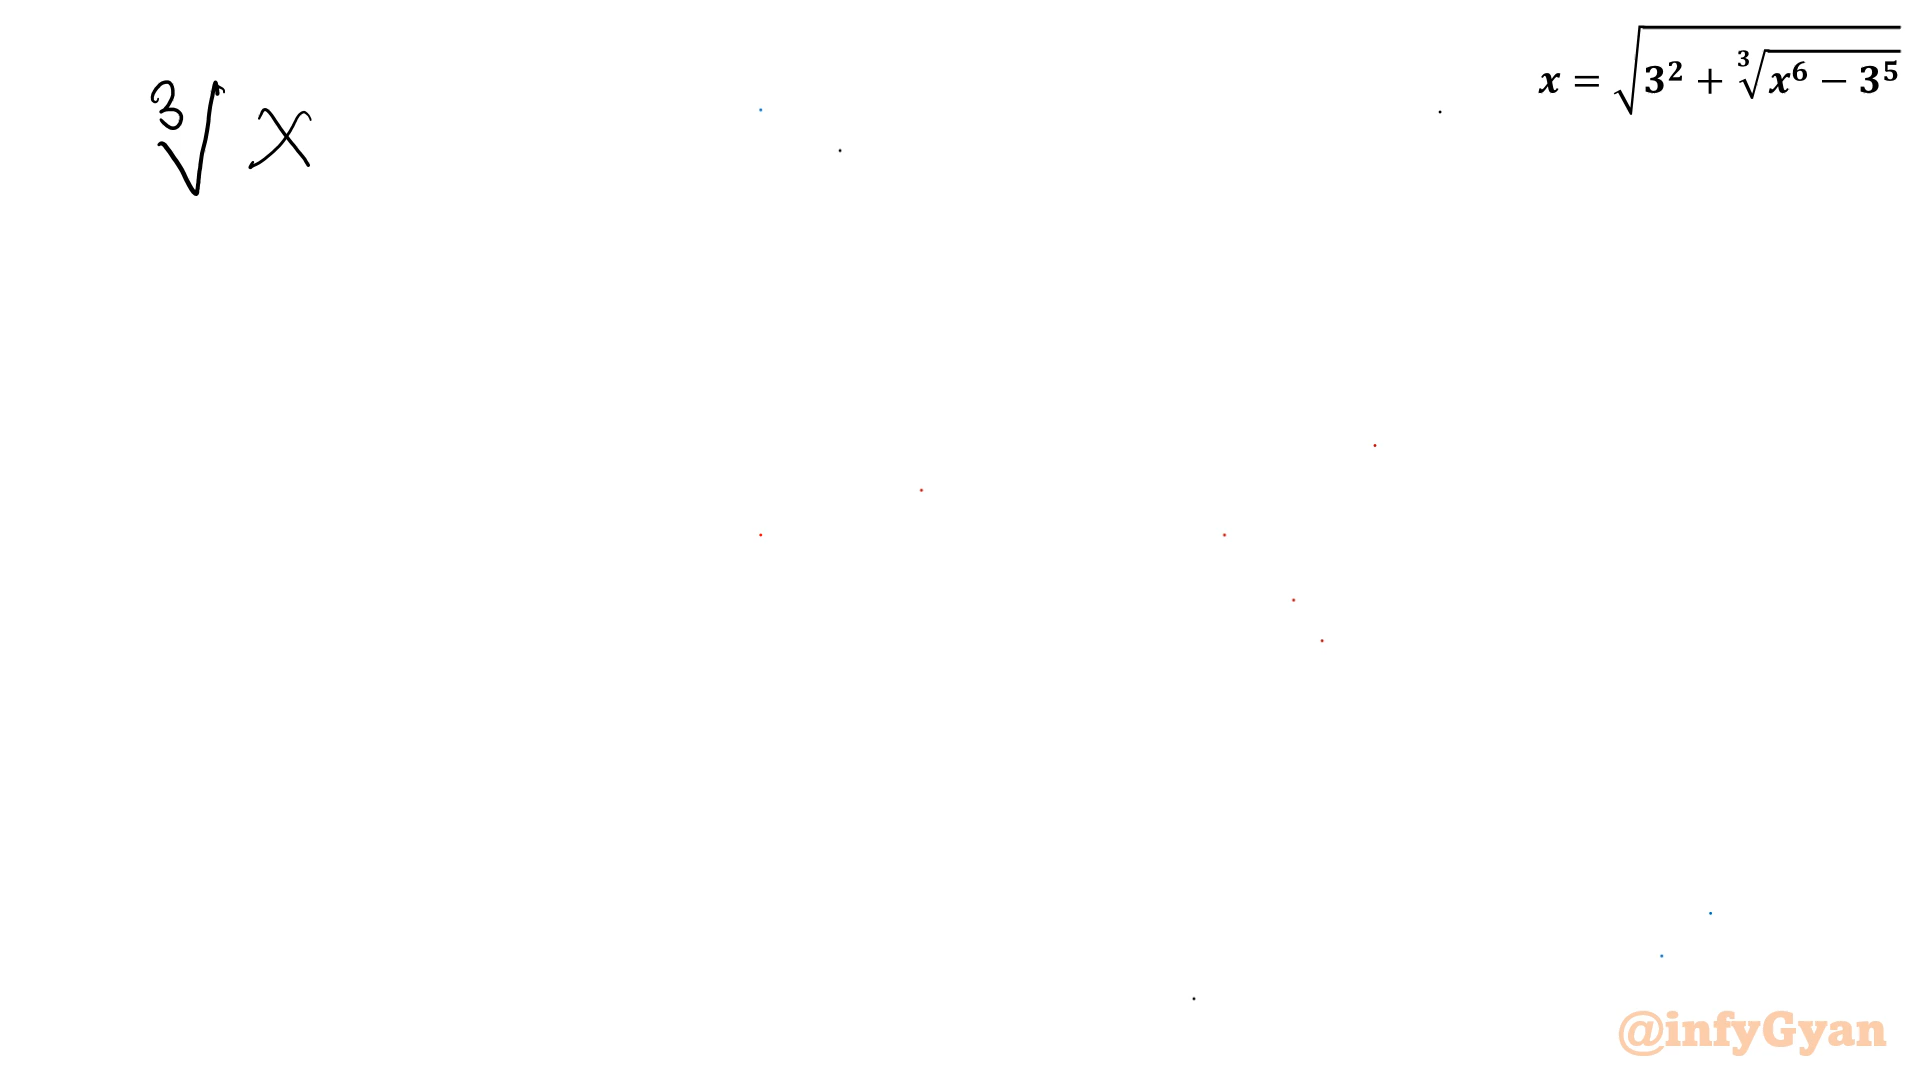 x = √(3² + ∛(x⁶ − 3⁵))
∛x
@infyGyan